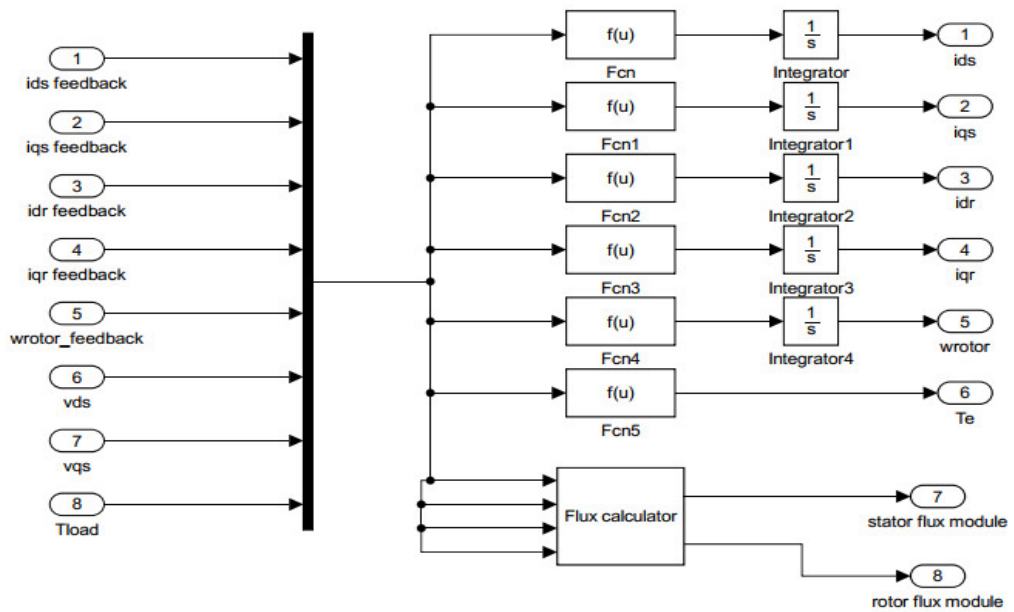 1
ids feedback
2
iqs feedback
3
idr feedback
4
iqr feedback
5
wrotor_feedback
6
vds
7
vqs
8
Tload
f(u)
Fcn
1
s
Integrator
1
ids
f(u)
Fcn1
1
s
Integrator1
2
iqs
f(u)
Fcn2
1
s
Integrator2
3
idr
f(u)
Fcn3
1
s
Integrator3
4
iqr
f(u)
Fcn4
1
s
Integrator4
5
wrotor
f(u)
Fcn5
6
Te
Flux calculator
7
stator flux module
8
rotor flux module